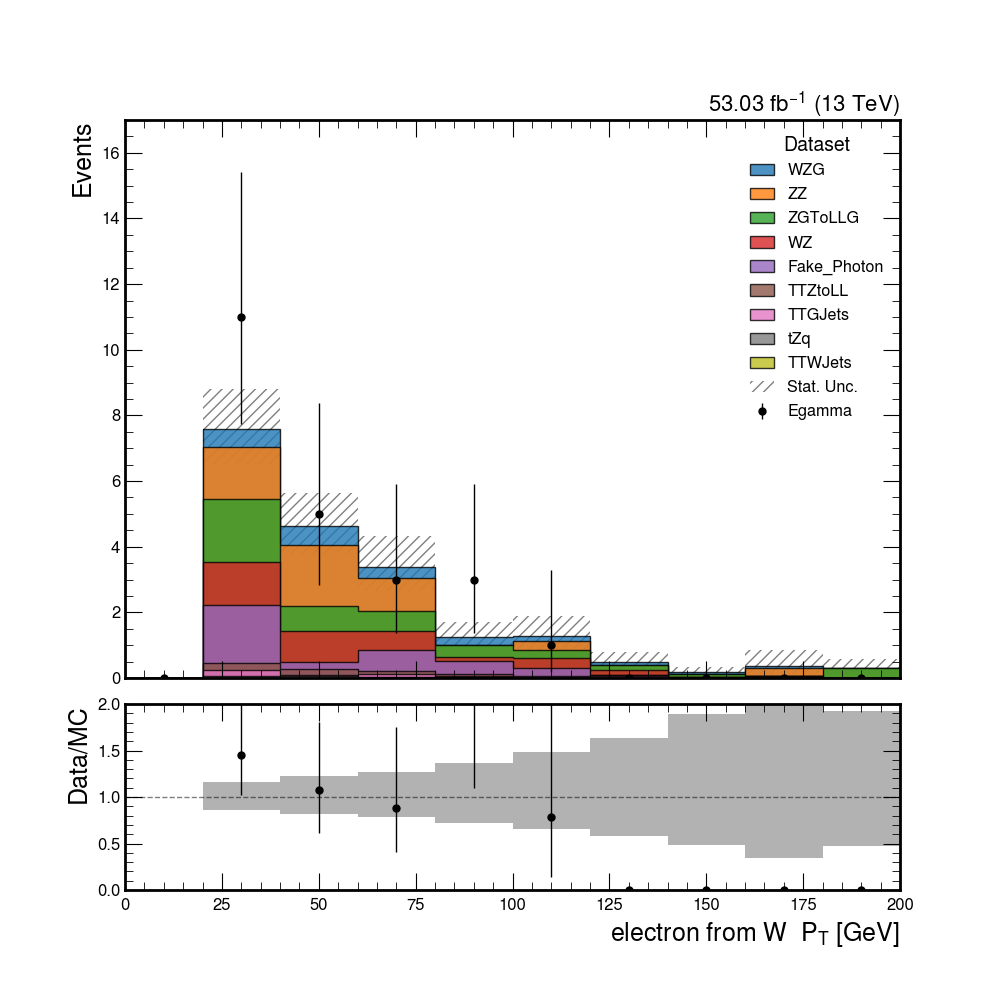 53.03 fb⁻¹ (13 TeV)
Events
16
14
12
10
8
6
4
2
0
Dataset
WZG
ZZ
ZGToLLG
WZ
Fake_Photon
TTZtoLL
TTGJets
tZq
TTWJets
Stat. Unc.
Egamma
Data/MC
2.0
1.5
1.0
0.5
0.0
0 25 50 75 100 125 150 175 200
electron from W P_T [GeV]